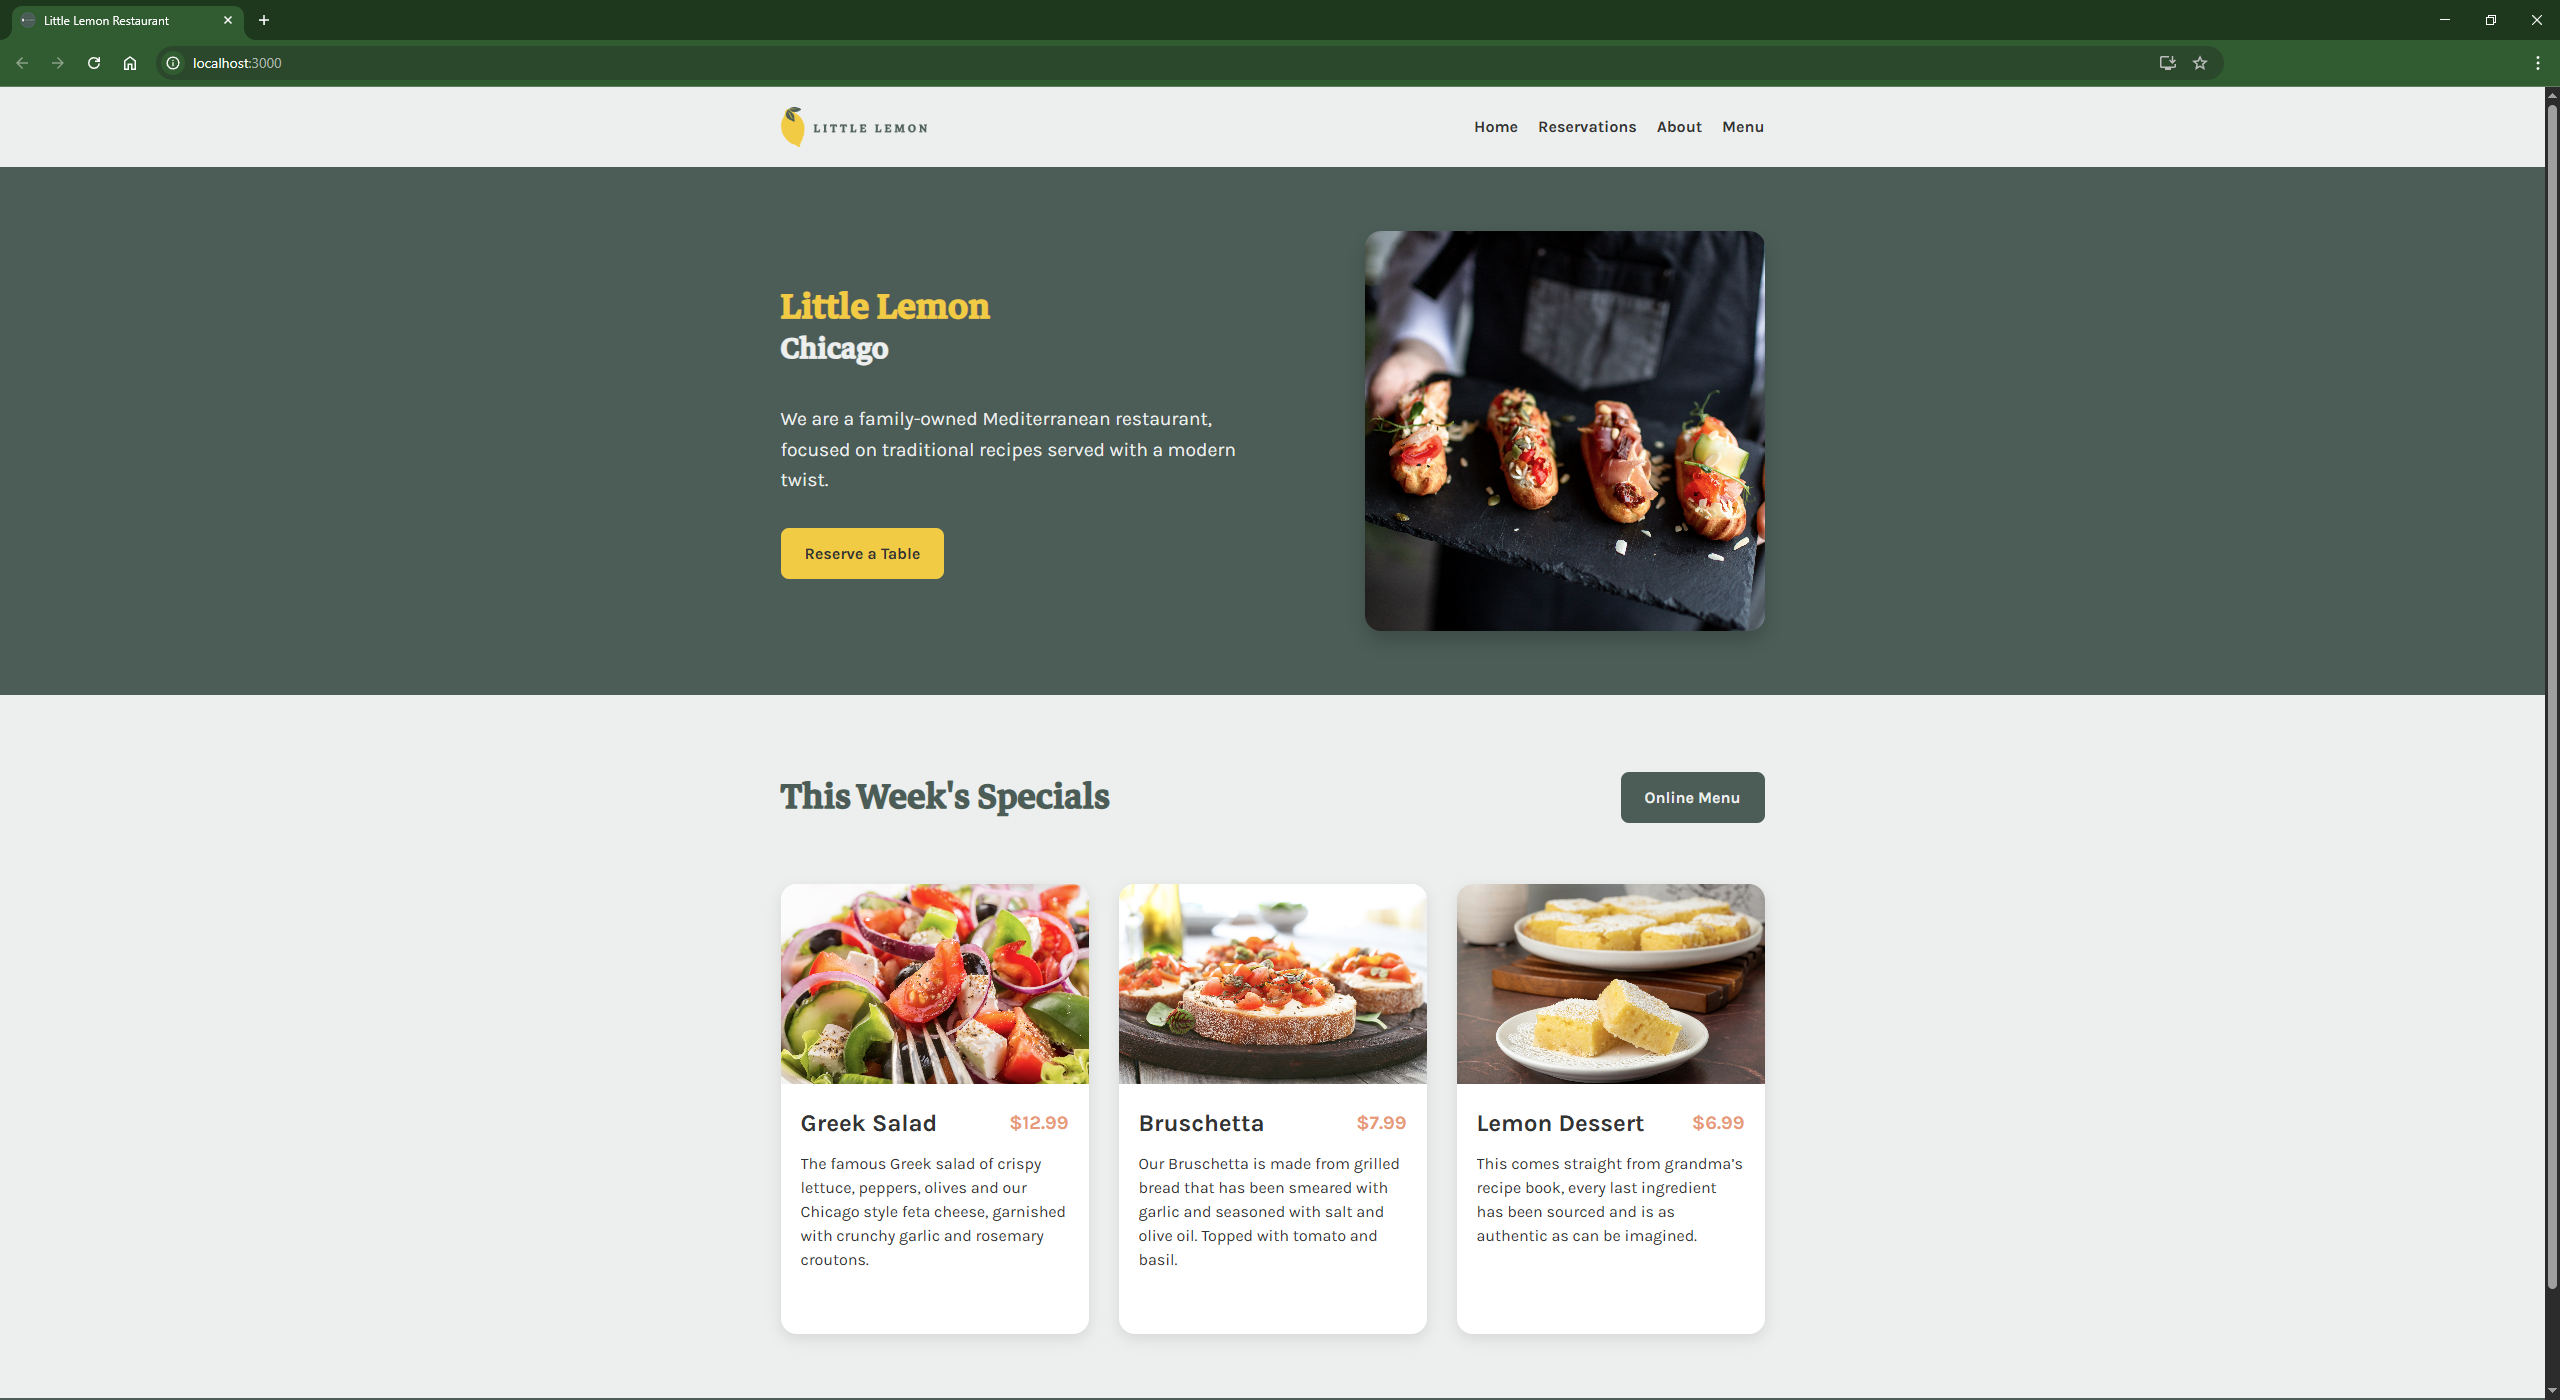 Little Lemon Restaurant
localhost:3000
LITTLE LEMON
Home Reservations About Menu
Little Lemon
Chicago
We are a family-owned Mediterranean restaurant,
focused on traditional recipes served with a modern
twist.
Reserve a Table
This Week's Specials
Online Menu
Greek Salad $12.99
The famous Greek salad of crispy
lettuce, peppers, olives and our
Chicago style feta cheese, garnished
with crunchy garlic and rosemary
croutons.
Bruschetta $7.99
Our Bruschetta is made from grilled
bread that has been smeared with
garlic and seasoned with salt and
olive oil. Topped with tomato and
basil.
Lemon Dessert $6.99
This comes straight from grandma’s
recipe book, every last ingredient
has been sourced and is as
authentic as can be imagined.